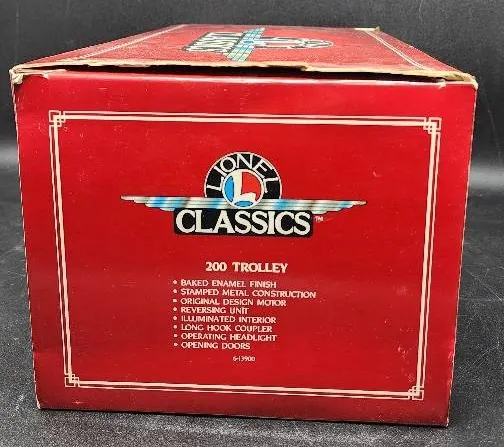 CLASSICS
LIONEL
L
CLASSICS™
200 TROLLEY
• BAKED ENAMEL FINISH
• STAMPED METAL CONSTRUCTION
• ORIGINAL DESIGN MOTOR
• REVERSING UNIT
• ILLUMINATED INTERIOR
• LONG HOOK COUPLER
• OPERATING HEADLIGHT
• OPENING DOORS
6-13900